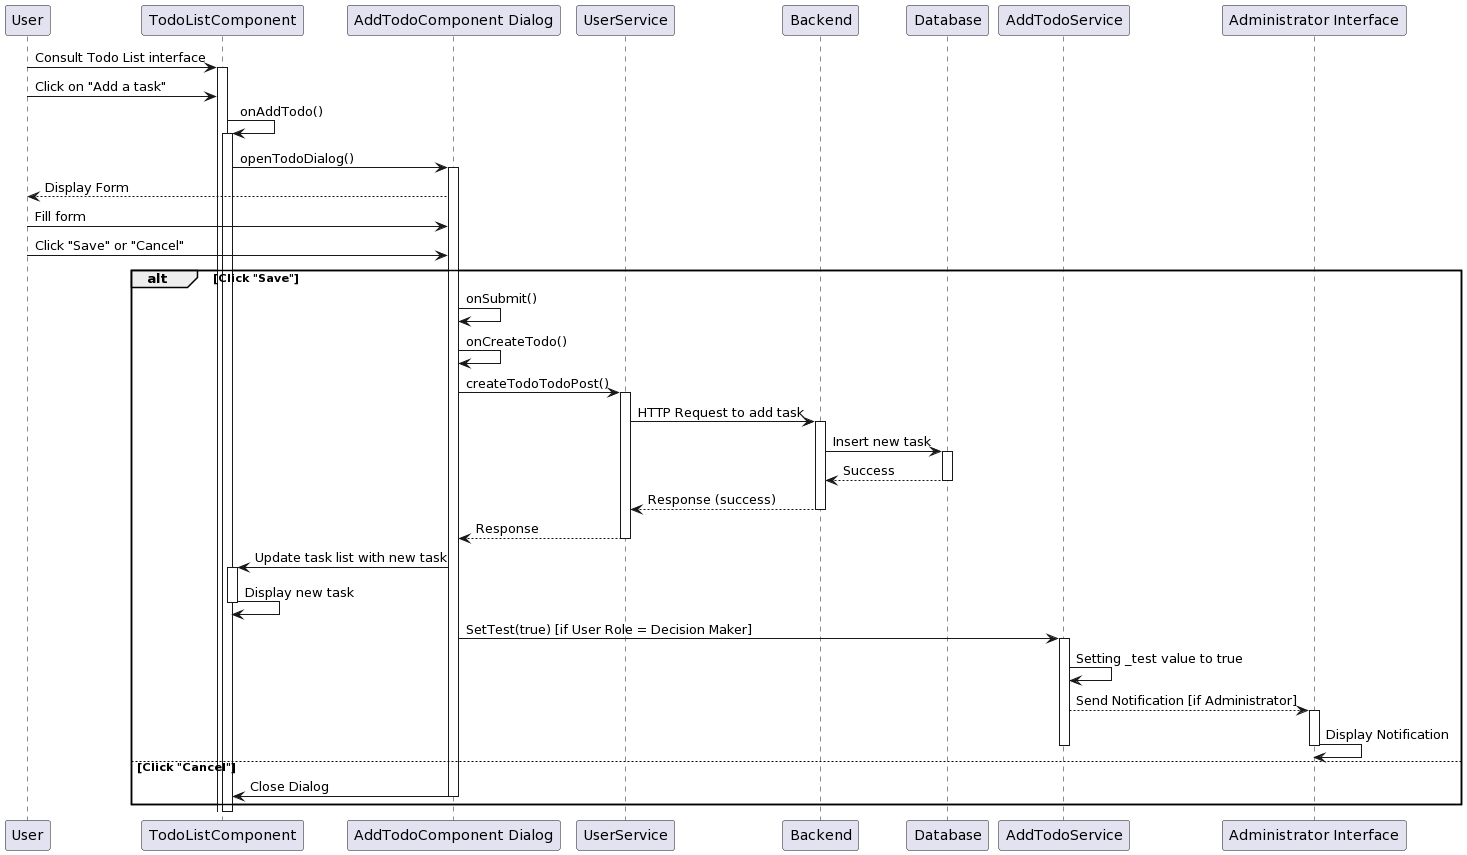 User
TodoListComponent
AddTodoComponent Dialog
UserService
Backend
Database
AddTodoService
Administrator Interface
Consult Todo List interface
Click on "Add a task"
onAddTodo()
openTodoDialog()
Display Form
Fill form
Click "Save" or "Cancel"
alt
[Click "Save"]
onSubmit()
onCreateTodo()
createTodoTodoPost()
HTTP Request to add task
Insert new task
Success
Response (success)
Response
Update task list with new task
Display new task
SetTest(true) [if User Role = Decision Maker]
Setting _test value to true
Send Notification [if Administrator]
Display Notification
[Click "Cancel"]
Close Dialog
User
TodoListComponent
AddTodoComponent Dialog
UserService
Backend
Database
AddTodoService
Administrator Interface